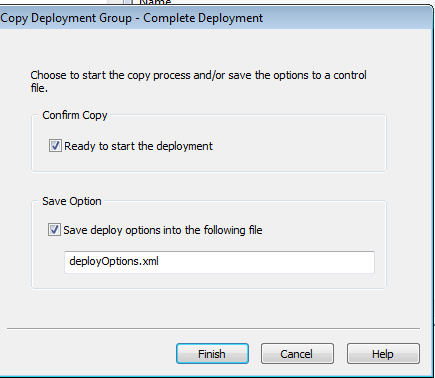 Name
Copy Deployment Group - Complete Deployment
Choose to start the copy process and/or save the options to a control
file.
Confirm Copy
Ready to start the deployment
Save Option
Save deploy options into the following file
deployOptions.xml
Finish
Cancel
Help